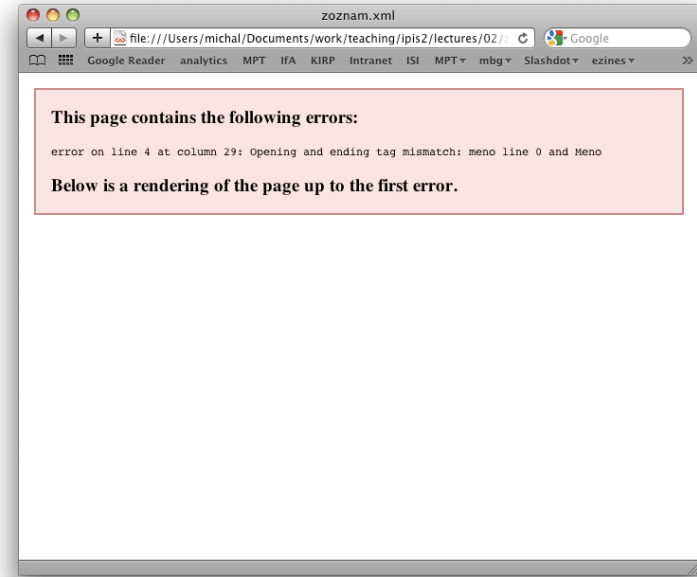 zoznam.xml
file:///Users/michal/Documents/work/teaching/ipis2/lectures/02/ Google
Google Reader analytics MPT IfA KIRP Intranet ISI MPT mbg Slashdot ezines
This page contains the following errors:
error on line 4 at column 29: Opening and ending tag mismatch: meno line 0 and Meno
Below is a rendering of the page up to the first error.